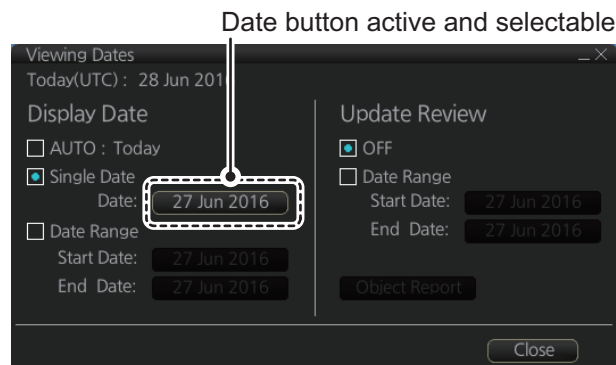 Date button active and selectable
Viewing Dates
Today(UTC) : 28 Jun 201
Display Date
AUTO : Today
Single Date
Date: 27 Jun 2016
Date Range
Start Date: 27 Jun 2016
End Date: 27 Jun 2016
Update Review
OFF
Date Range
Start Date: 27 Jun 2016
End Date: 27 Jun 2016
Object Report
Close